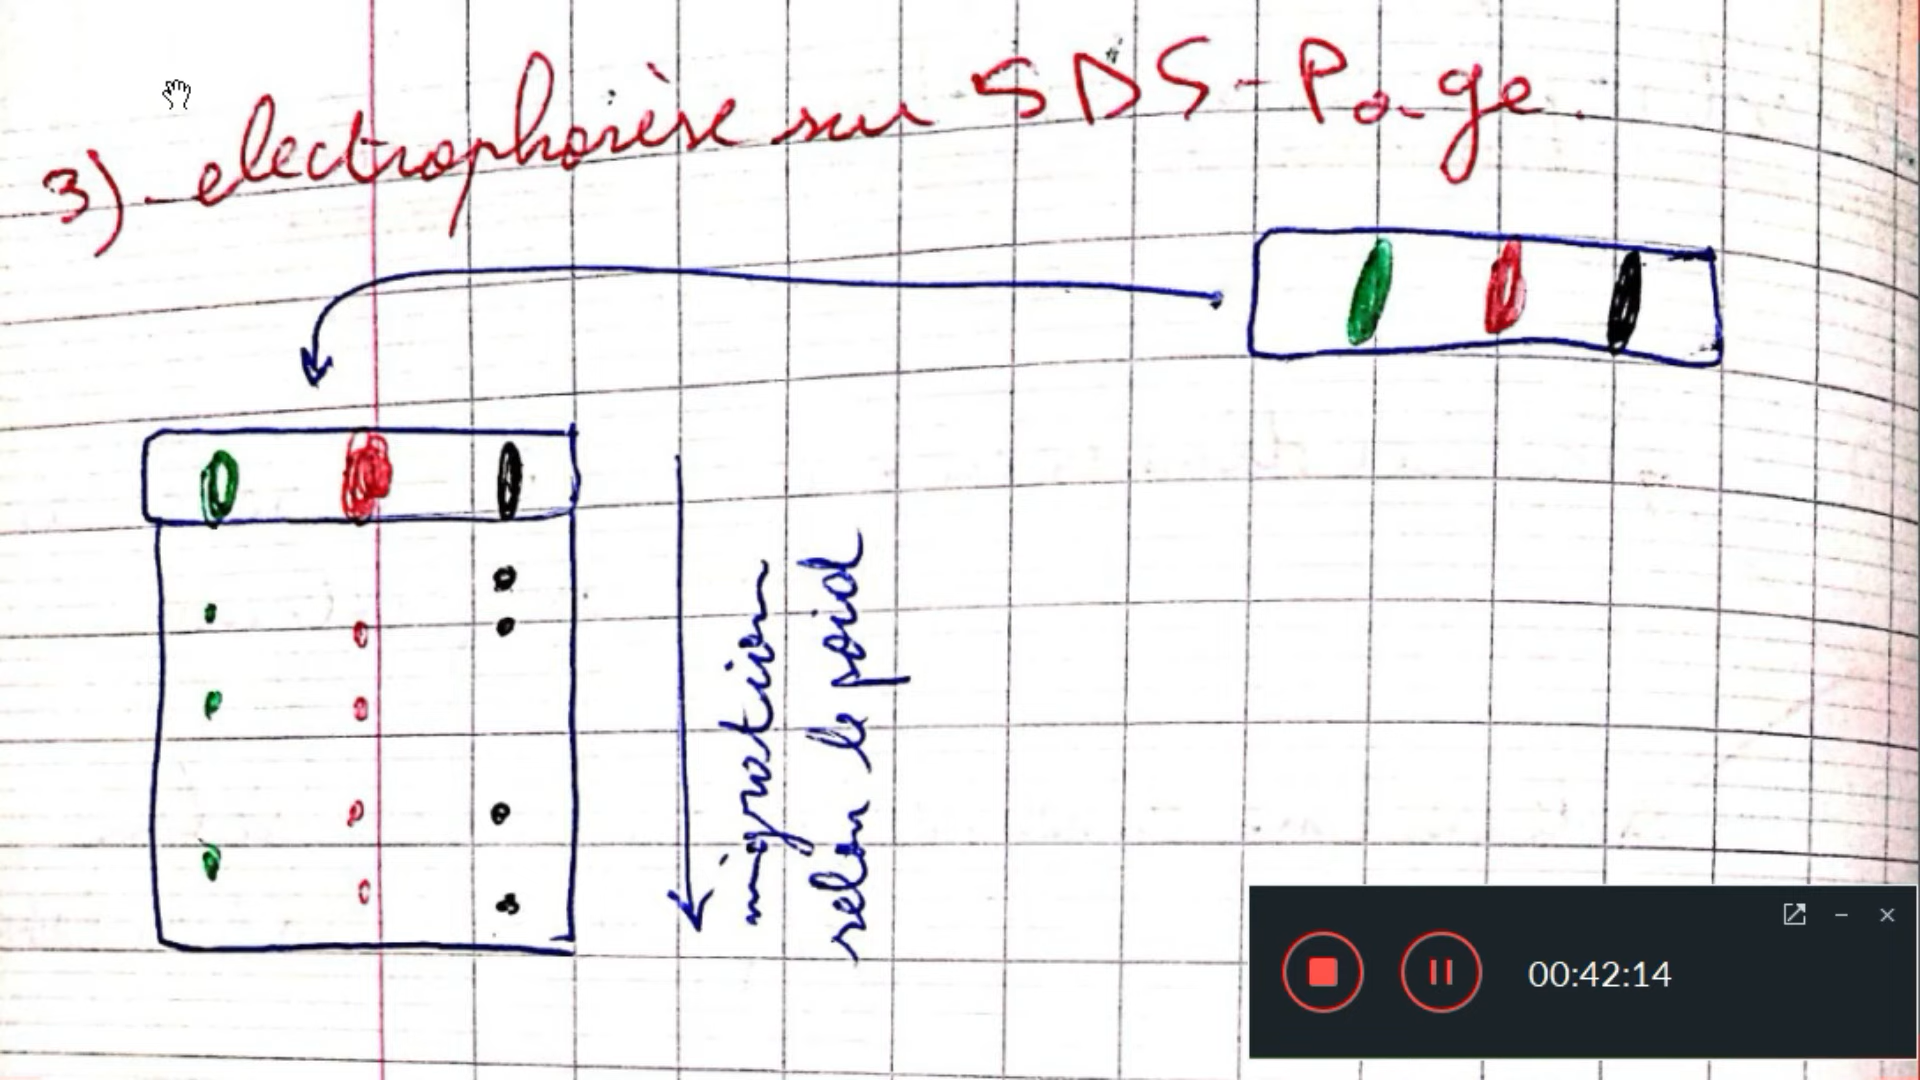 3) - electrophorèse sur SDS-Page.
migration
selon le poid
00:42:14